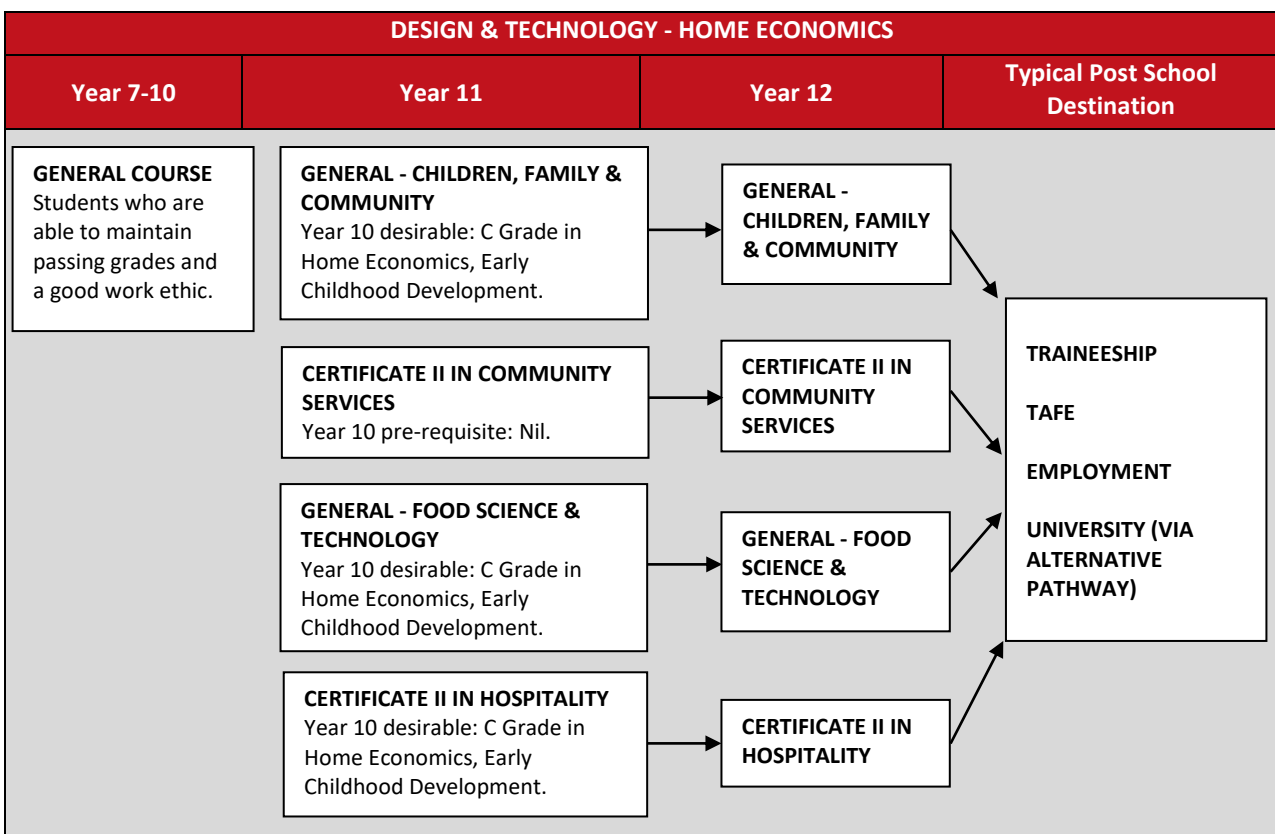 DESIGN & TECHNOLOGY - HOME ECONOMICS
Year 7-10
Year 11
Year 12
Typical Post School
Destination
GENERAL COURSE
Students who are
able to maintain
passing grades and
a good work ethic.
GENERAL - CHILDREN, FAMILY &
COMMUNITY
Year 10 desirable: C Grade in
Home Economics, Early
Childhood Development.
GENERAL -
CHILDREN, FAMILY
& COMMUNITY
CERTIFICATE II IN COMMUNITY
SERVICES
Year 10 pre-requisite: Nil.
CERTIFICATE II IN
COMMUNITY
SERVICES
GENERAL - FOOD SCIENCE &
TECHNOLOGY
Year 10 desirable: C Grade in
Home Economics, Early
Childhood Development.
GENERAL - FOOD
SCIENCE &
TECHNOLOGY
CERTIFICATE II IN HOSPITALITY
Year 10 desirable: C Grade in
Home Economics, Early
Childhood Development.
CERTIFICATE II IN
HOSPITALITY
TRAINEESHIP
TAFE
EMPLOYMENT
UNIVERSITY (VIA
ALTERNATIVE
PATHWAY)